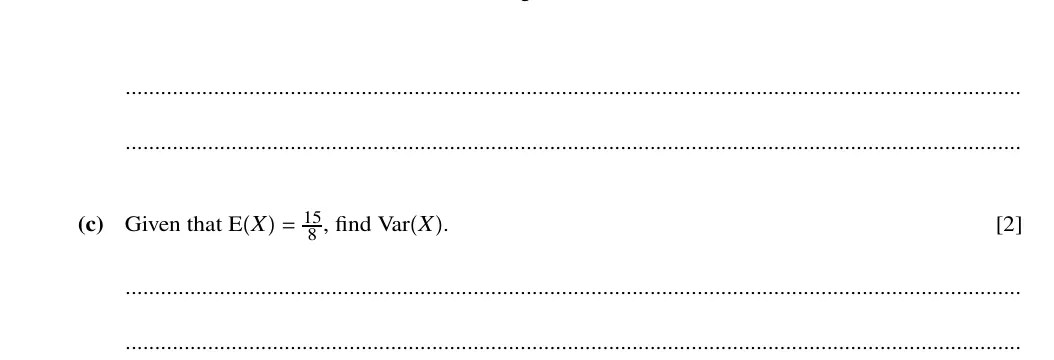 (c) Given that E(X) = 15/8, find Var(X). [2]